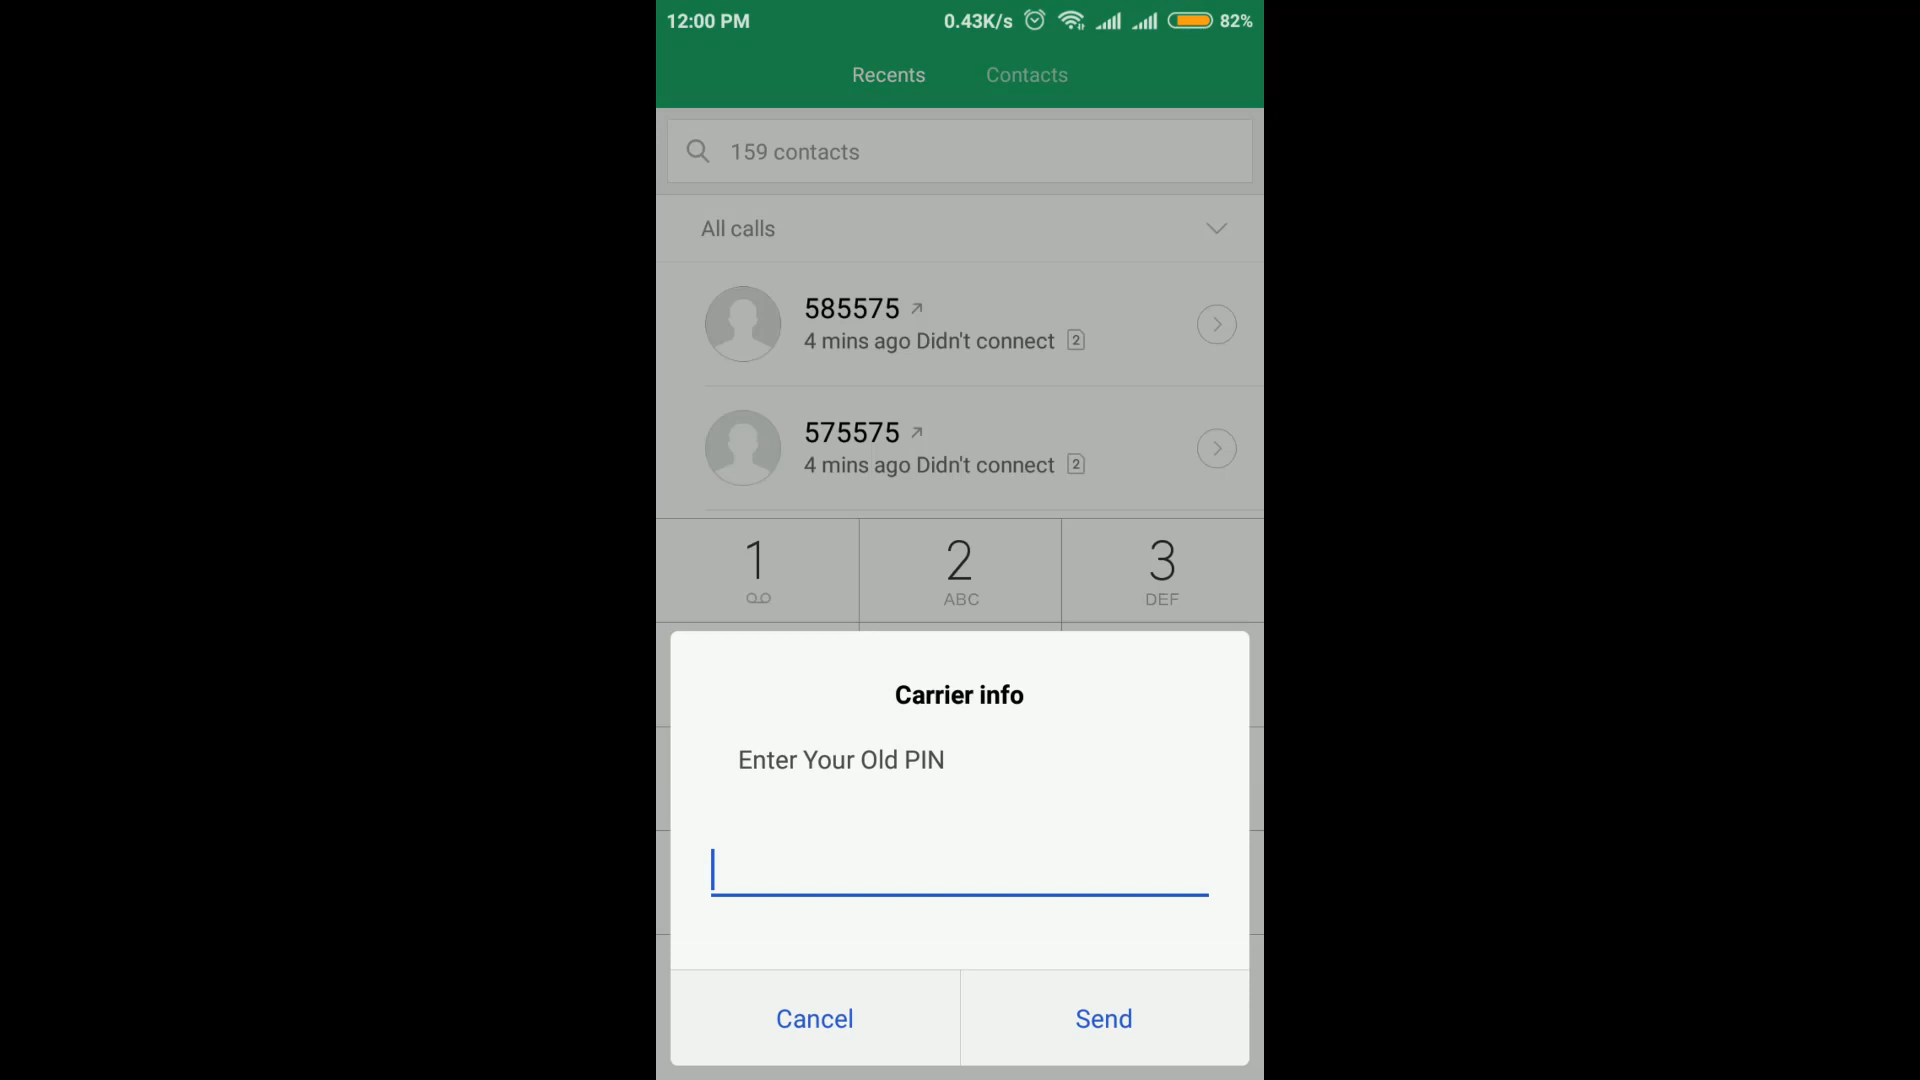 12:00 PM 0.43K/s 82%
Recents Contacts
159 contacts
All calls
585575
4 mins ago Didn't connect 2
575575
4 mins ago Didn't connect 2
1 2 3
ABC DEF
Carrier info
Enter Your Old PIN
Cancel Send